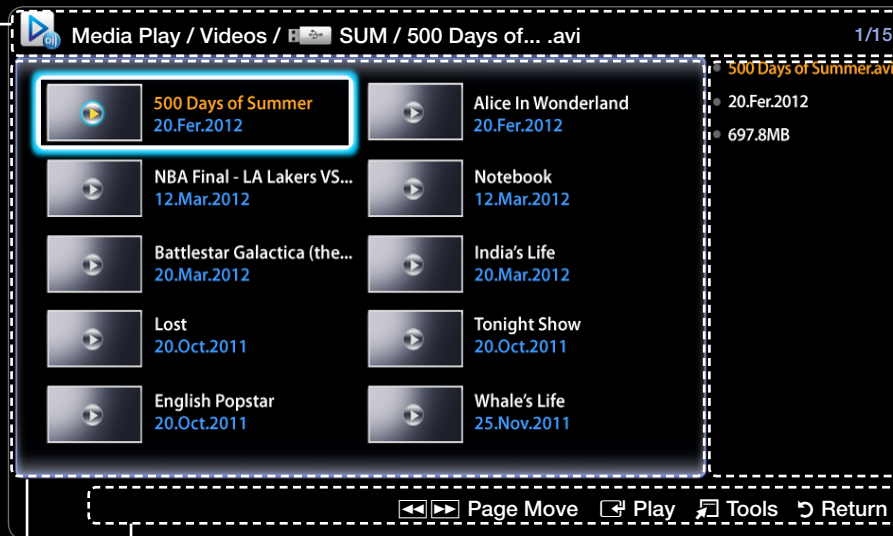 Media Play / Videos / SUM / 500 Days of... .avi
1/15
500 Days of Summer
20.Fer.2012
Alice In Wonderland
20.Fer.2012
NBA Final - LA Lakers VS...
12.Mar.2012
Notebook
12.Mar.2012
Battlestar Galactica (the...
20.Mar.2012
India's Life
20.Mar.2012
Lost
20.Oct.2011
Tonight Show
20.Oct.2011
English Popstar
20.Oct.2011
Whale's Life
25.Nov.2011
500 Days of Summer.avi
20.Fer.2012
697.8MB
Page Move Play Tools Return